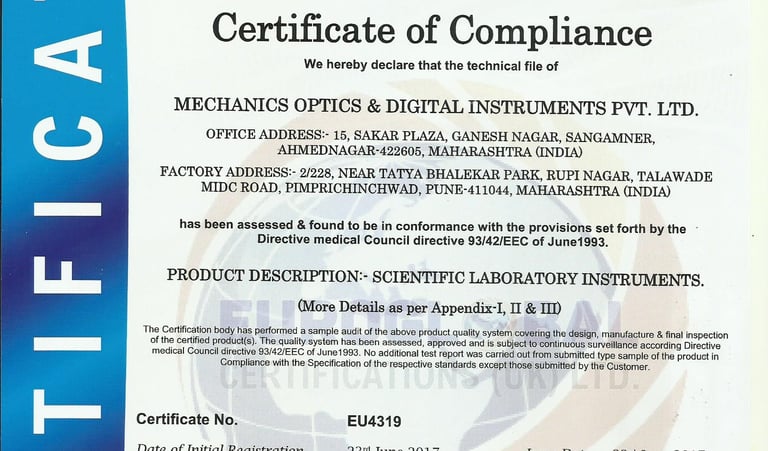 TIFICA
Certificate of Compliance
We hereby declare that the technical file of
MECHANICS OPTICS & DIGITAL INSTRUMENTS PVT. LTD.
OFFICE ADDRESS:- 15, SAKAR PLAZA, GANESH NAGAR, SANGAMNER,
AHMEDNAGAR-422605, MAHARASHTRA (INDIA)
FACTORY ADDRESS:- 2/228, NEAR TATYA BHALEKAR PARK, RUPI NAGAR, TALAWADE
MIDC ROAD, PIMPRICHINCHWAD, PUNE-411044, MAHARASHTRA (INDIA)
has been assessed & found to be in conformance with the provisions set forth by the
Directive medical Council directive 93/42/EEC of June1993.
PRODUCT DESCRIPTION:- SCIENTIFIC LABORATORY INSTRUMENTS.
(More Details as per Appendix-I, II & III)
The Certification body has performed a sample audit of the above product quality system covering the design, manufacture & final inspection
of the certified product(s). The quality system has been assessed, approved and is subject to continuous surveillance according Directive
medical Council directive 93/42/EEC of June1993. No additional test report was carried out from submitted type sample of the product in
Compliance with the Specification of the respective standards except those submitted by the Customer.
CERTIFICATIONS (UK) LTD.
Certificate No. EU4319
Date of Initial Registration 22nd June 2017